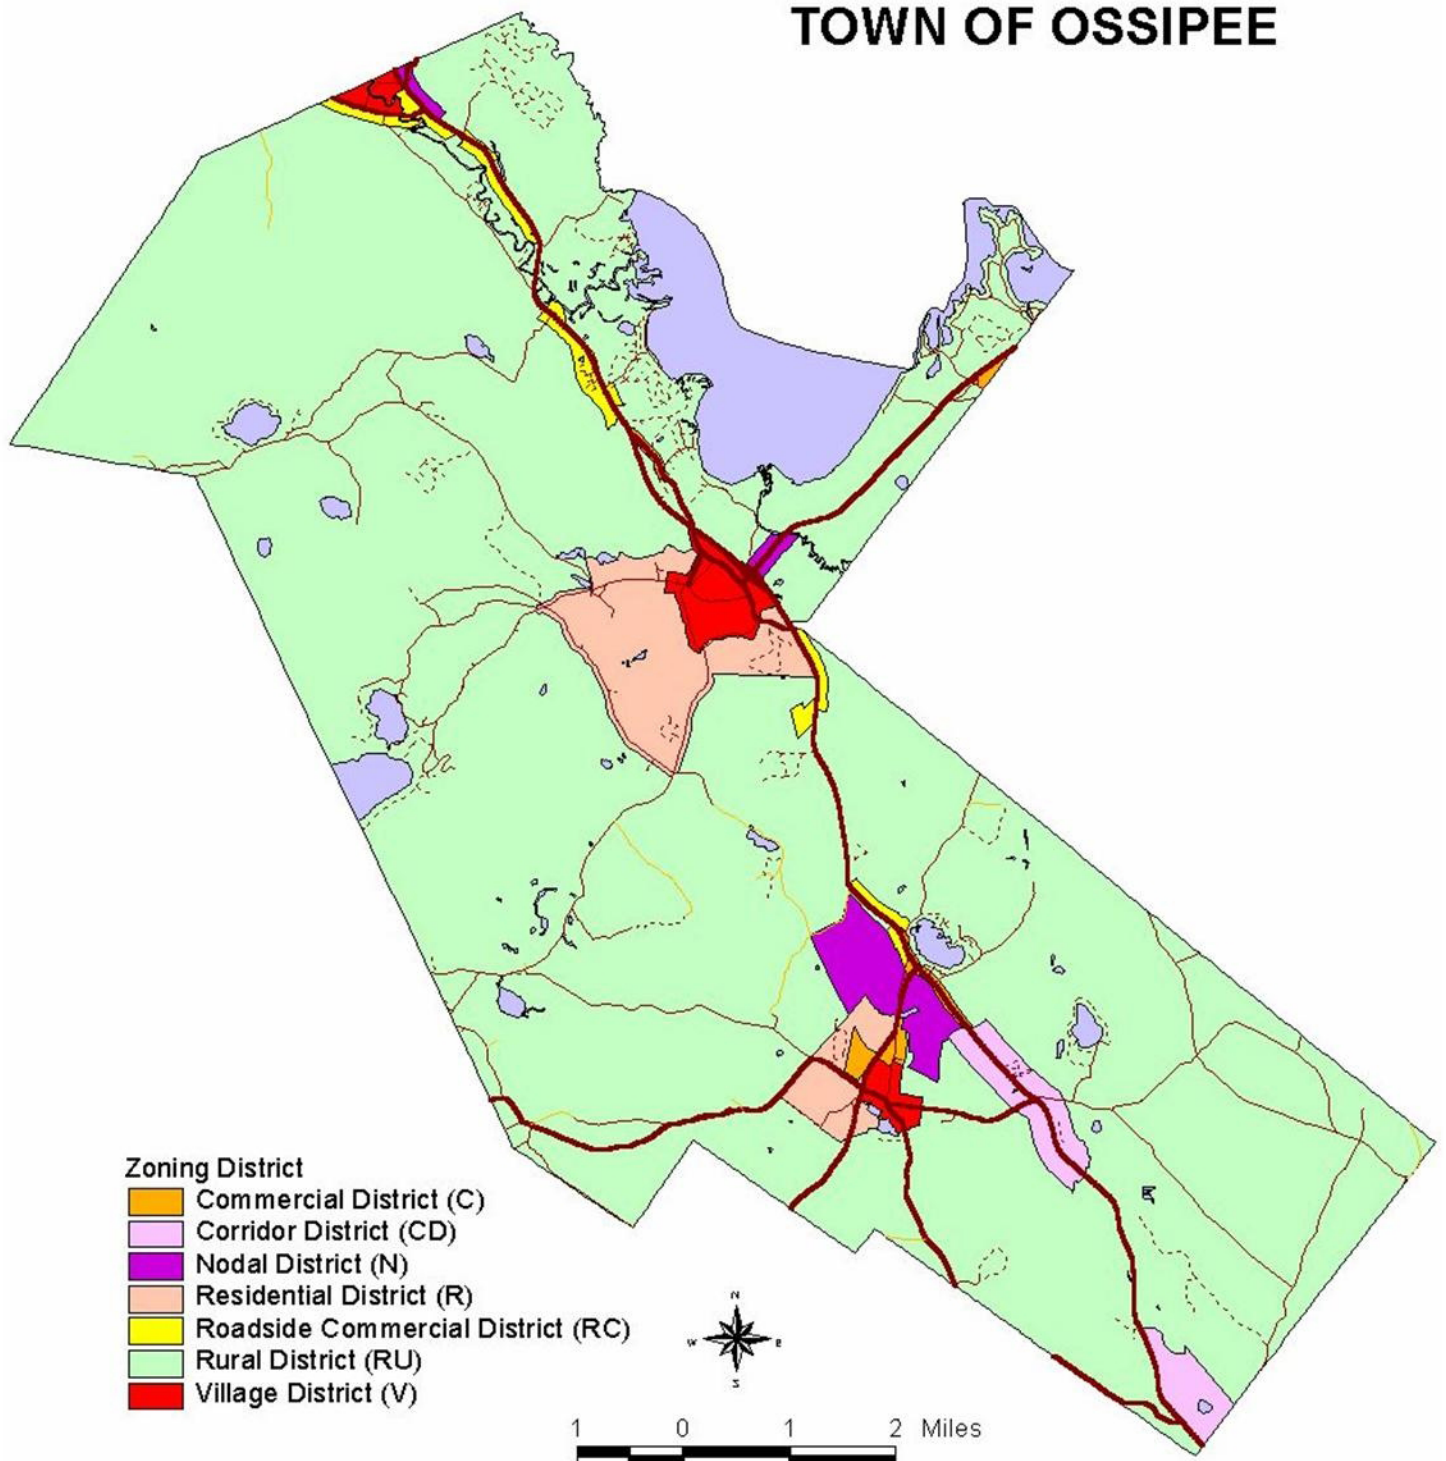 TOWN OF OSSIPEE
Zoning District
Commercial District (C)
Corridor District (CD)
Nodal District (N)
Residential District (R)
Roadside Commercial District (RC)
Rural District (RU)
Village District (V)
N
W E
S
1 0 1 2 Miles